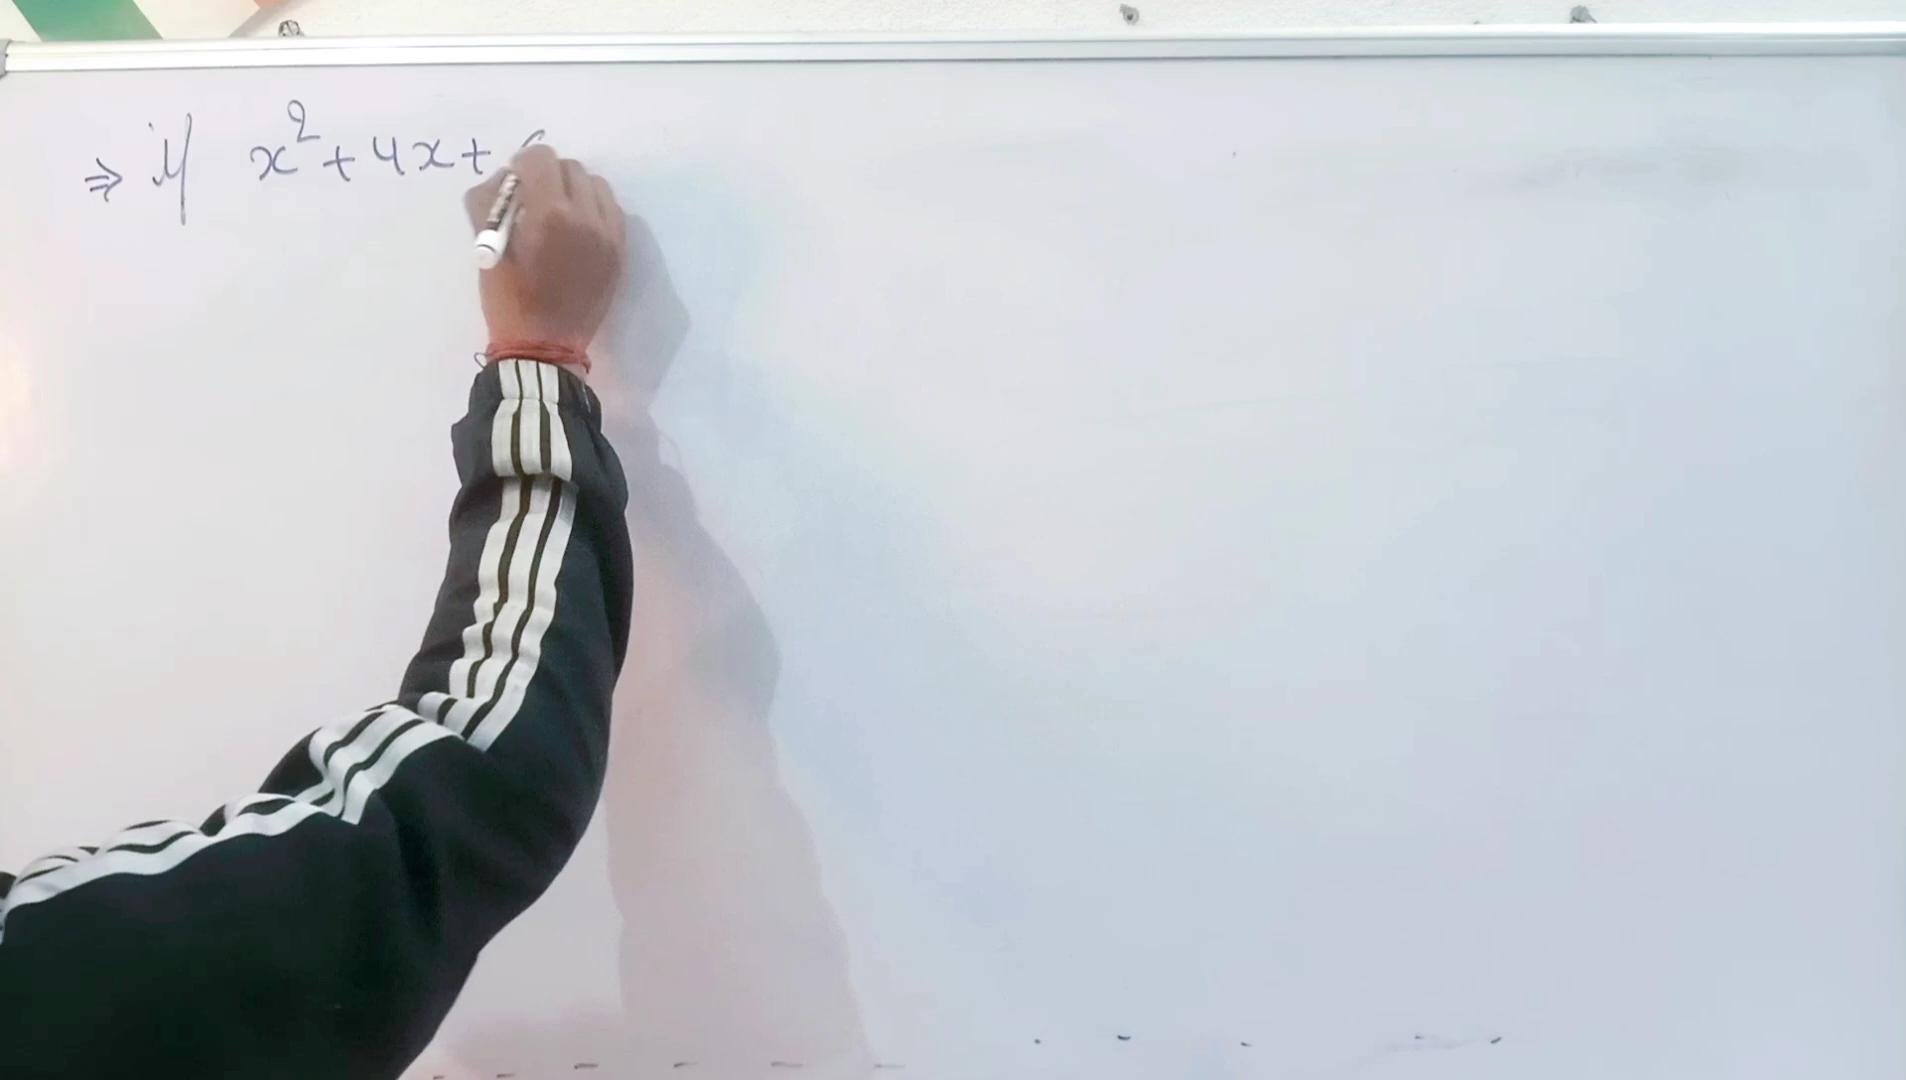 ⇒ if x² + 4x +